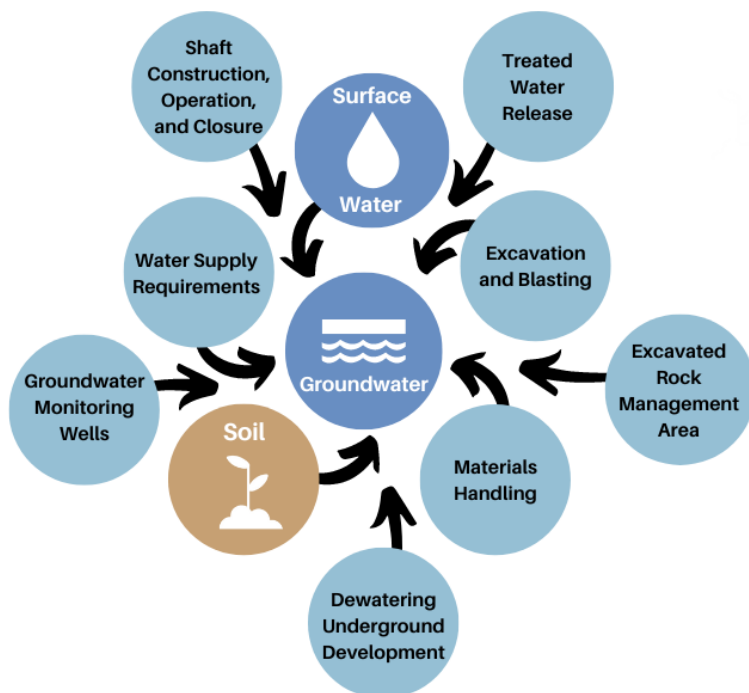 Shaft
Construction,
Operation,
and Closure
Surface
Water
Treated
Water
Release
Water Supply
Requirements
Excavation
and Blasting
Groundwater
Groundwater
Monitoring
Wells
Soil
Excavated
Rock
Management
Area
Materials
Handling
Dewatering
Underground
Development